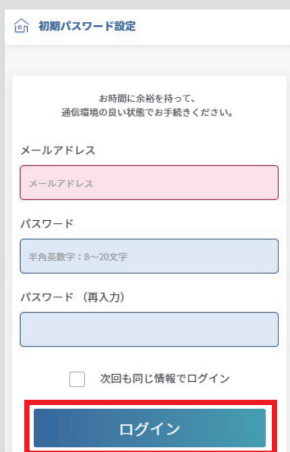 初期パスワード設定
お時間に余裕を持って、
通信環境の良い状態でお手続きください。
メールアドレス
メールアドレス
パスワード
半角英数字：8〜20文字
パスワード （再入力）
次回も同じ情報でログイン
ログイン